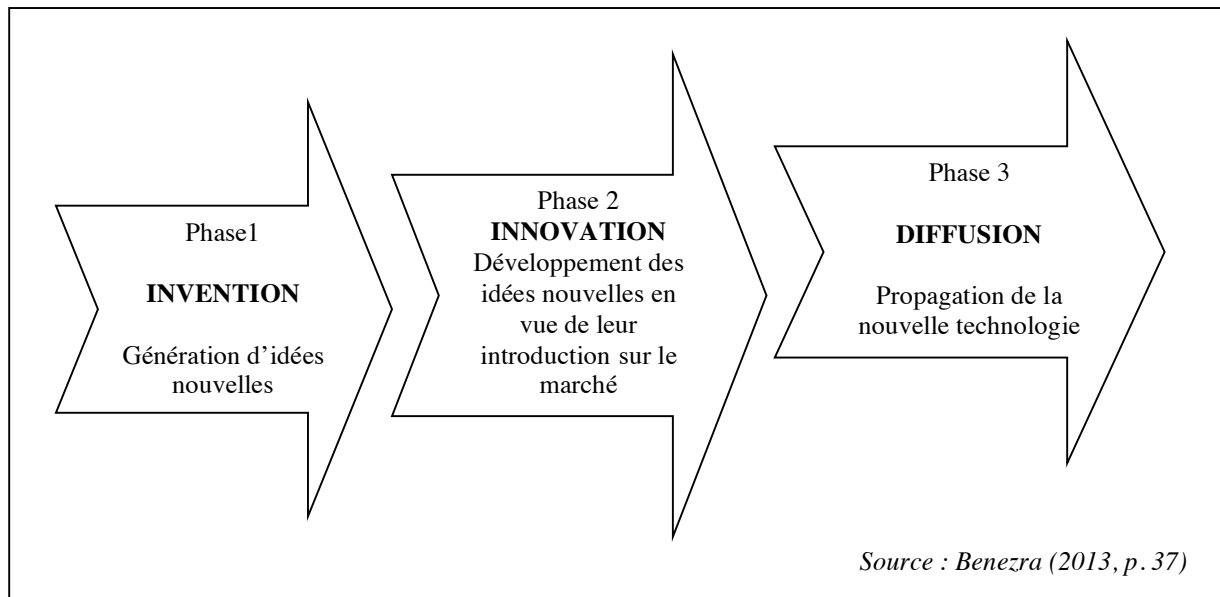 Phase1
INVENTION
Génération d’idées
nouvelles
Phase 2
INNOVATION
Développement des
idées nouvelles en
vue de leur
introduction sur le
marché
Phase 3
DIFFUSION
Propagation de la
nouvelle technologie
Source : Benezra (2013, p. 37)